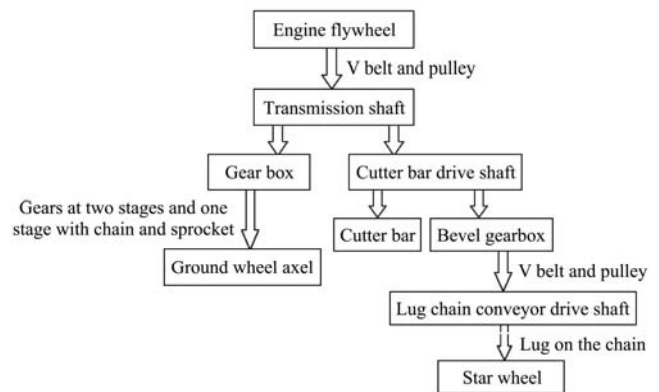 Engine flywheel
V belt and pulley
Transmission shaft
Gear box
Cutter bar drive shaft
Gears at two stages and one
stage with chain and sprocket
Cutter bar
Bevel gearbox
Ground wheel axel
V belt and pulley
Lug chain conveyor drive shaft
Lug on the chain
Star wheel